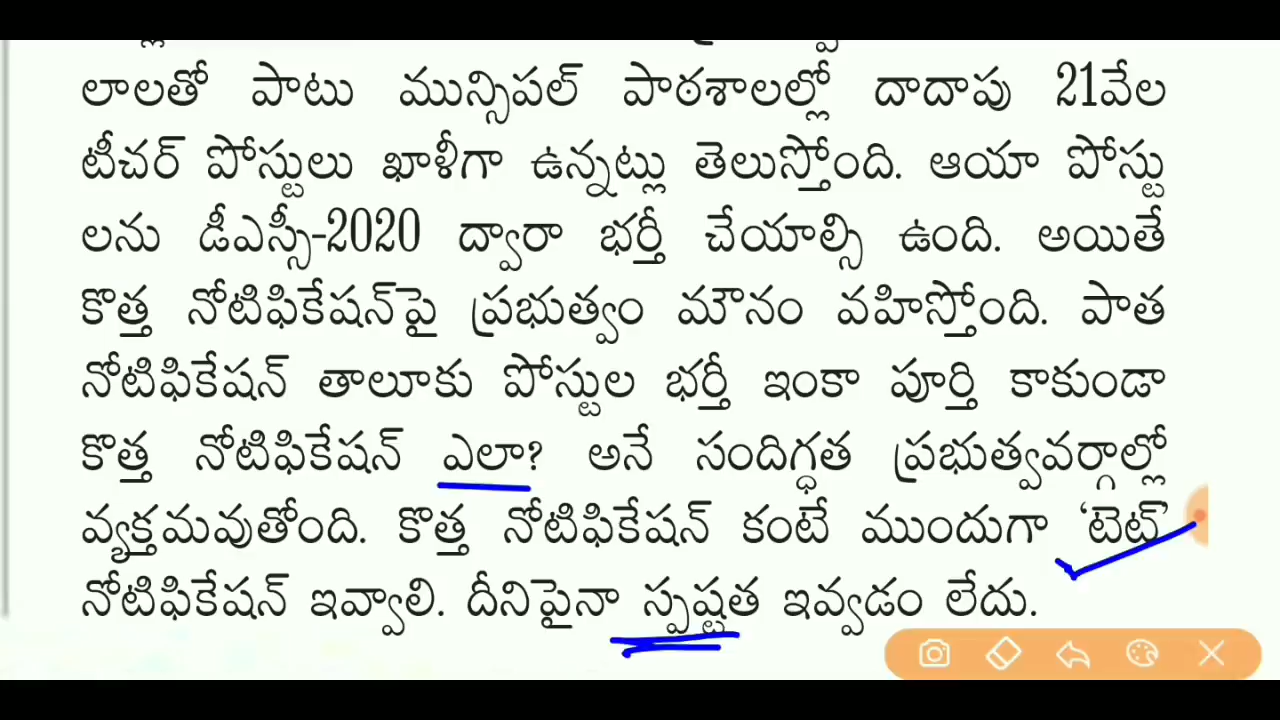 లాలతో పాటు మున్సిపల్ పాఠశాలల్లో దాదాపు 21వేల
టీచర్ పోస్టులు ఖాళీగా ఉన్నట్లు తెలుస్తోంది. ఆయా పోస్టు
లను డీఎస్సీ-2020 ద్వారా భర్తీ చేయాల్సి ఉంది. అయితే
కొత్త నోటిఫికేషన్‌పై ప్రభుత్వం మౌనం వహిస్తోంది. పాత
నోటిఫికేషన్ తాలూకు పోస్టుల భర్తీ ఇంకా పూర్తి కాకుండా
కొత్త నోటిఫికేషన్ ఎలా? అనే సందిగ్ధత ప్రభుత్వవర్గాల్లో
వ్యక్తమవుతోంది. కొత్త నోటిఫికేషన్ కంటే ముందుగా ‘టెట్’
నోటిఫికేషన్ ఇవ్వాలి. దీనిపైనా స్పష్టత ఇవ్వడం లేదు.